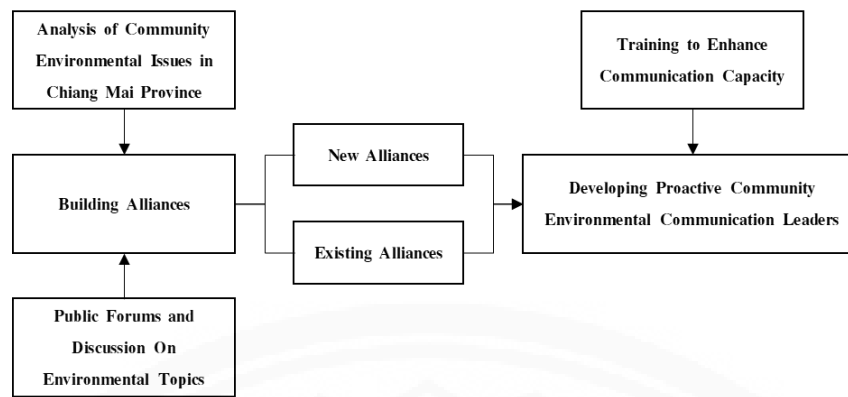 Analysis of Community
Environmental Issues in
Chiang Mai Province
Training to Enhance
Communication Capacity
Building Alliances
New Alliances
Existing Alliances
Developing Proactive Community
Environmental Communication Leaders
Public Forums and
Discussion On
Environmental Topics